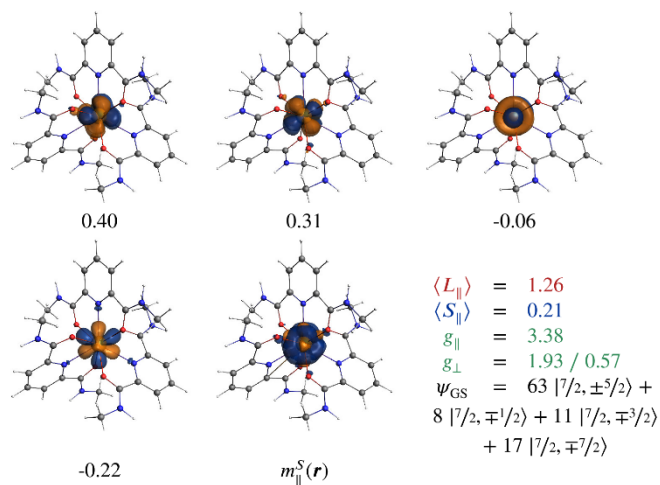 0.40
0.31
-0.06
-0.22
m∥^S(r)
⟨L∥⟩ = 1.26
⟨S∥⟩ = 0.21
g∥ = 3.38
g⊥ = 1.93 / 0.57
ψGS = 63 |7/2, ±5/2⟩ +
8 |7/2, ∓1/2⟩ + 11 |7/2, ∓3/2⟩
+ 17 |7/2, ∓7/2⟩